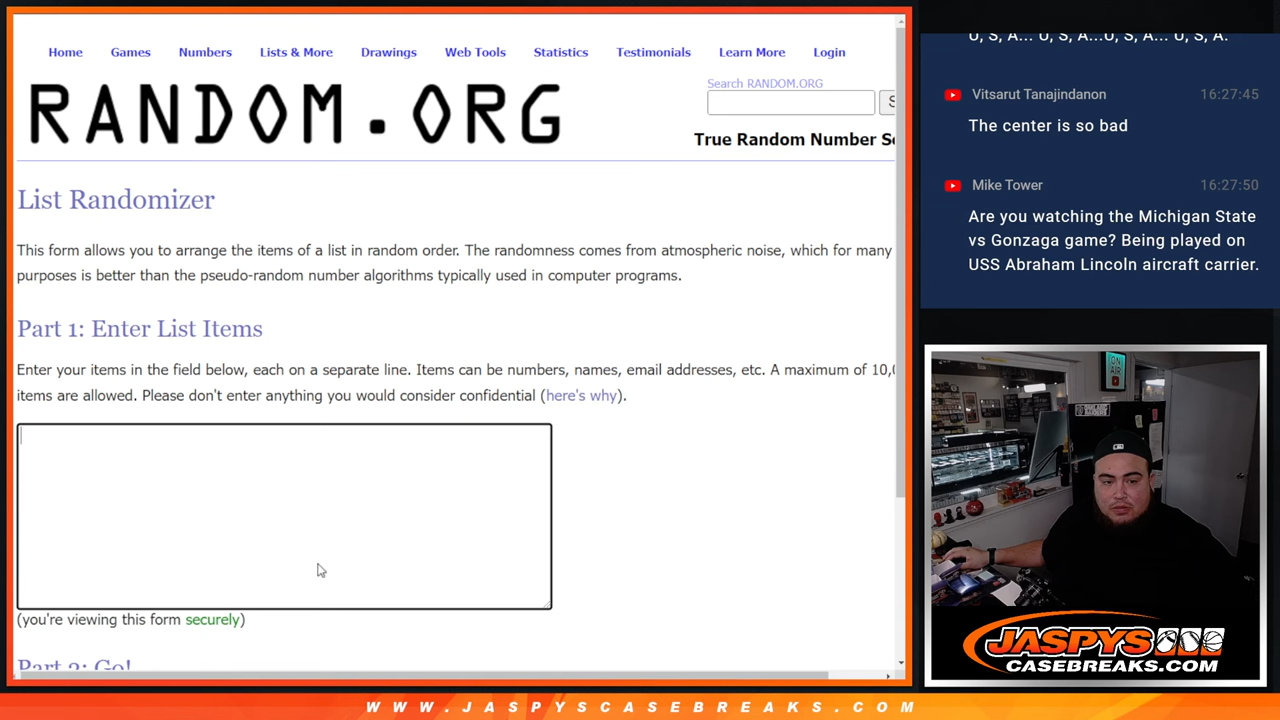 Home Games Numbers Lists & More Drawings Web Tools Statistics Testimonials Learn More Login
RANDOM.ORG
Search RANDOM.ORG
True Random Number Se
List Randomizer
This form allows you to arrange the items of a list in random order. The randomness comes from atmospheric noise, which for many
purposes is better than the pseudo-random number algorithms typically used in computer programs.
Part 1: Enter List Items
Enter your items in the field below, each on a separate line. Items can be numbers, names, email addresses, etc. A maximum of 10,0
items are allowed. Please don't enter anything you would consider confidential (here's why).
(you're viewing this form securely)
Part 2: Go!
U, S, A... U, S, A...U, S, A... U, S, A.
Vitsarut Tanajindanon 16:27:45
The center is so bad
Mike Tower 16:27:50
Are you watching the Michigan State
vs Gonzaga game? Being played on
USS Abraham Lincoln aircraft carrier.
ON
AIR
JASPYS
CASEBREAKS.COM
WWW.JASPYSCASEBREAKS.COM